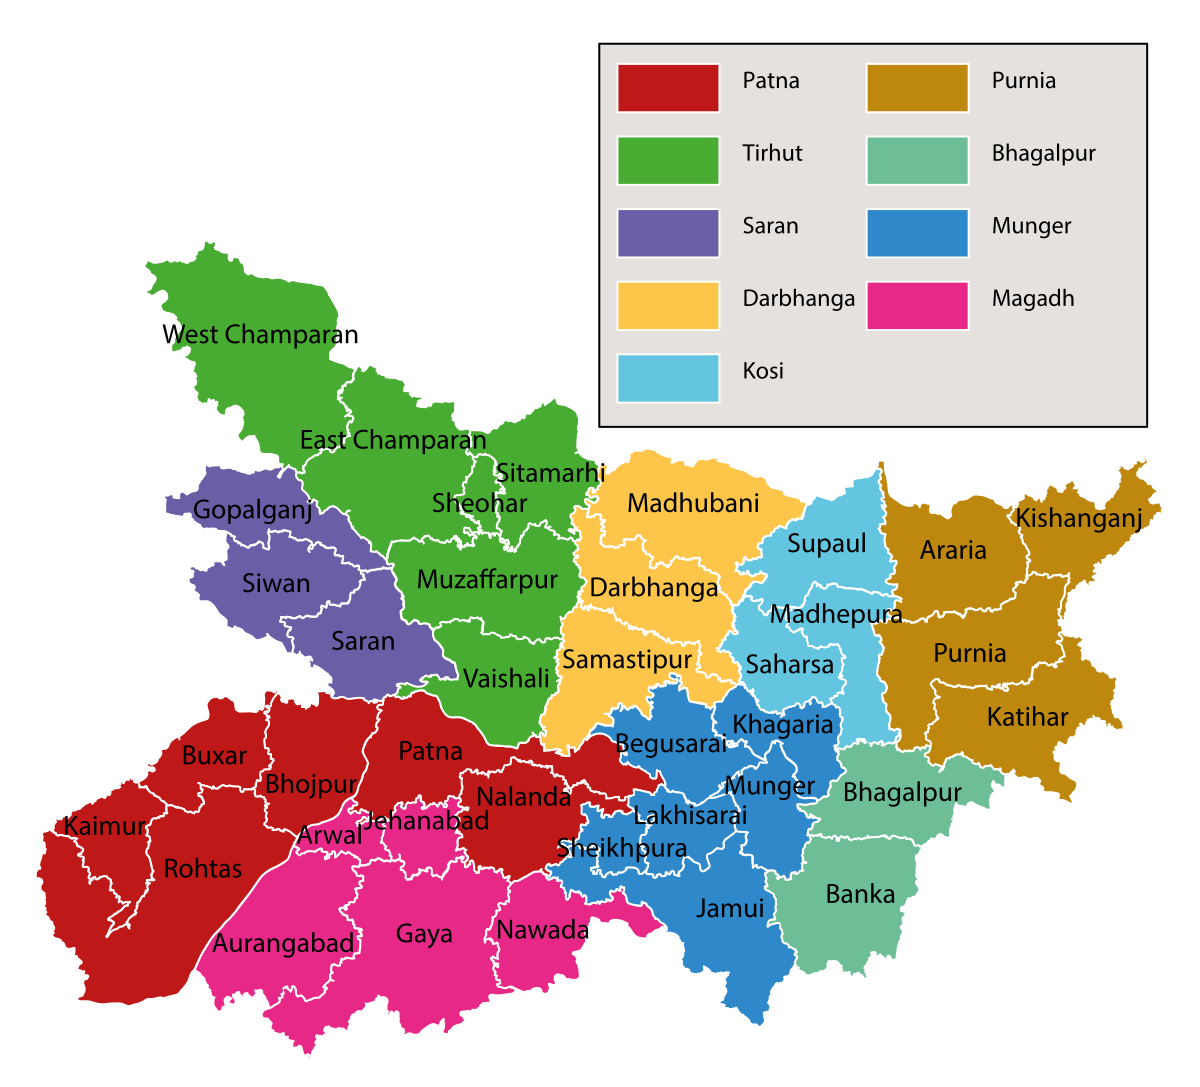 Patna
Purnia
Tirhut
Bhagalpur
Saran
Munger
Darbhanga
Magadh
Kosi
West Champaran
East Champaran
Sitamarhi
Sheohar
Gopalganj
Madhubani
Kishanganj
Supaul
Araria
Siwan
Muzaffarpur
Darbhanga
Madhepura
Saran
Samastipur
Saharsa
Purnia
Vaishali
Katihar
Khagaria
Begusarai
Patna
Buxar
Bhojpur
Munger
Bhagalpur
Nalanda
Lakhisarai
Kaimur
Arwal
Jehanabad
Sheikhpura
Rohtas
Banka
Jamui
Aurangabad
Gaya
Nawada